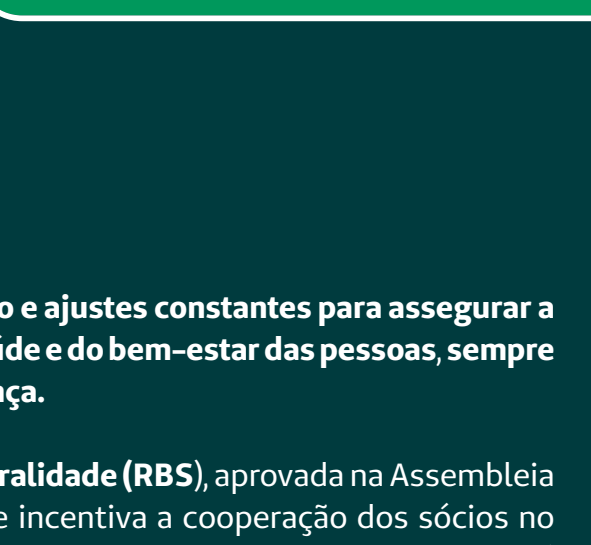 o e ajustes constantes para assegurar a
de e do bem-estar das pessoas, sempre
ça.
ralidade (RBS), aprovada na Assembleia
e incentiva a cooperação dos sócios no